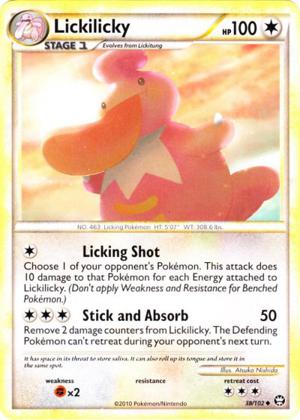 Lickilicky HP100
STAGE 1 Evolves from Lickitung
NO. 463 Licking Pokémon HT: 5'07" WT: 308.6 lbs.
Licking Shot
Choose 1 of your opponent's Pokémon. This attack does
10 damage to that Pokémon for each Energy attached to
Lickilicky. (Don't apply Weakness and Resistance for Benched
Pokémon.)
Stick and Absorb 50
Remove 2 damage counters from Lickilicky. The Defending
Pokémon can't retreat during your opponent's next turn.
It has space in its throat to store saliva. It can also roll up its tongue and store it
in the same space.
Illus. Atsuko Nishida
weakness resistance retreat cost
×2
©2010 Pokémon/Nintendo 38/102